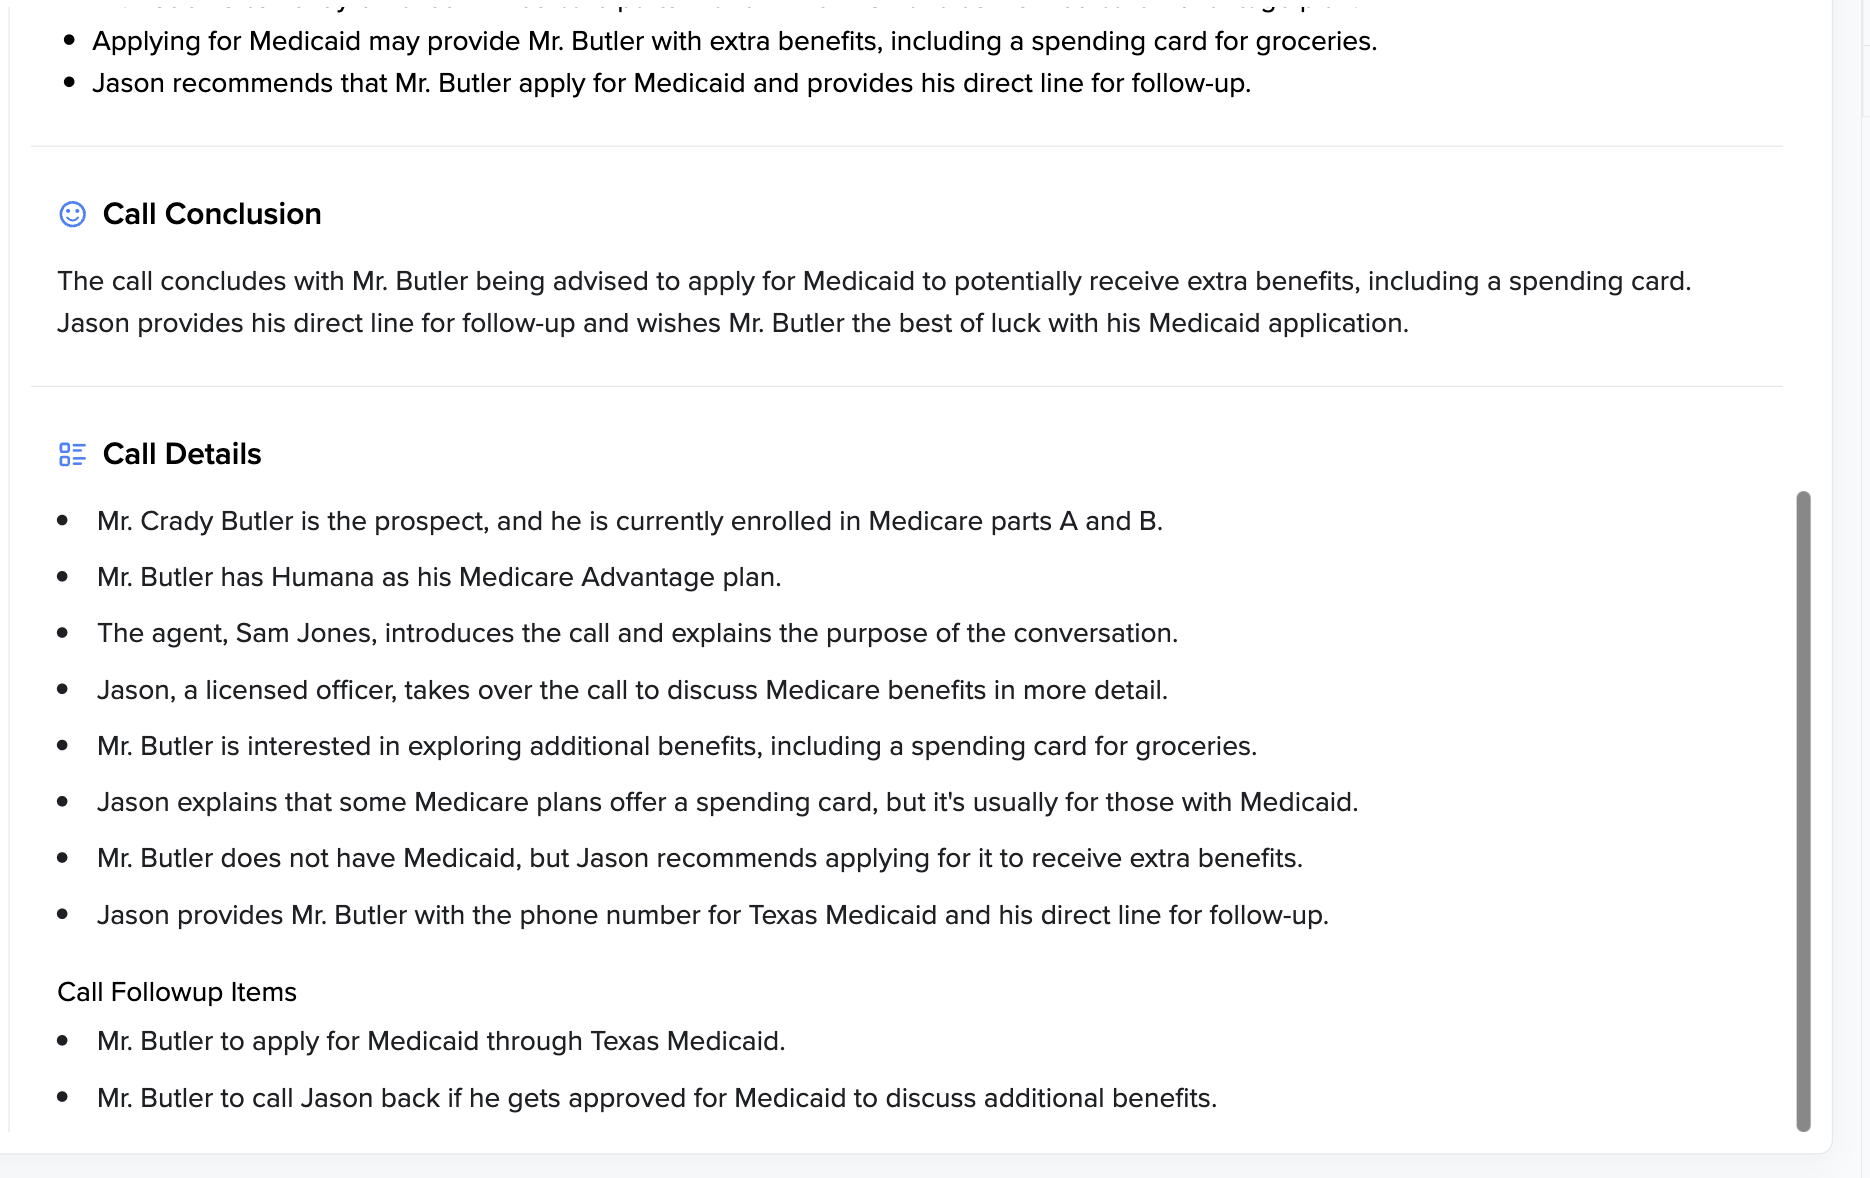 Applying for Medicaid may provide Mr. Butler with extra benefits, including a spending card for groceries.
Jason recommends that Mr. Butler apply for Medicaid and provides his direct line for follow-up.
Call Conclusion
The call concludes with Mr. Butler being advised to apply for Medicaid to potentially receive extra benefits, including a spending card.
Jason provides his direct line for follow-up and wishes Mr. Butler the best of luck with his Medicaid application.
Call Details
Mr. Crady Butler is the prospect, and he is currently enrolled in Medicare parts A and B.
Mr. Butler has Humana as his Medicare Advantage plan.
The agent, Sam Jones, introduces the call and explains the purpose of the conversation.
Jason, a licensed officer, takes over the call to discuss Medicare benefits in more detail.
Mr. Butler is interested in exploring additional benefits, including a spending card for groceries.
Jason explains that some Medicare plans offer a spending card, but it's usually for those with Medicaid.
Mr. Butler does not have Medicaid, but Jason recommends applying for it to receive extra benefits.
Jason provides Mr. Butler with the phone number for Texas Medicaid and his direct line for follow-up.
Call Followup Items
Mr. Butler to apply for Medicaid through Texas Medicaid.
Mr. Butler to call Jason back if he gets approved for Medicaid to discuss additional benefits.